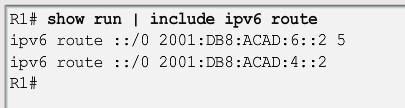 R1# show run | include ipv6 route
ipv6 route ::/0 2001:DB8:ACAD:6::2 5
ipv6 route ::/0 2001:DB8:ACAD:4::2
R1#